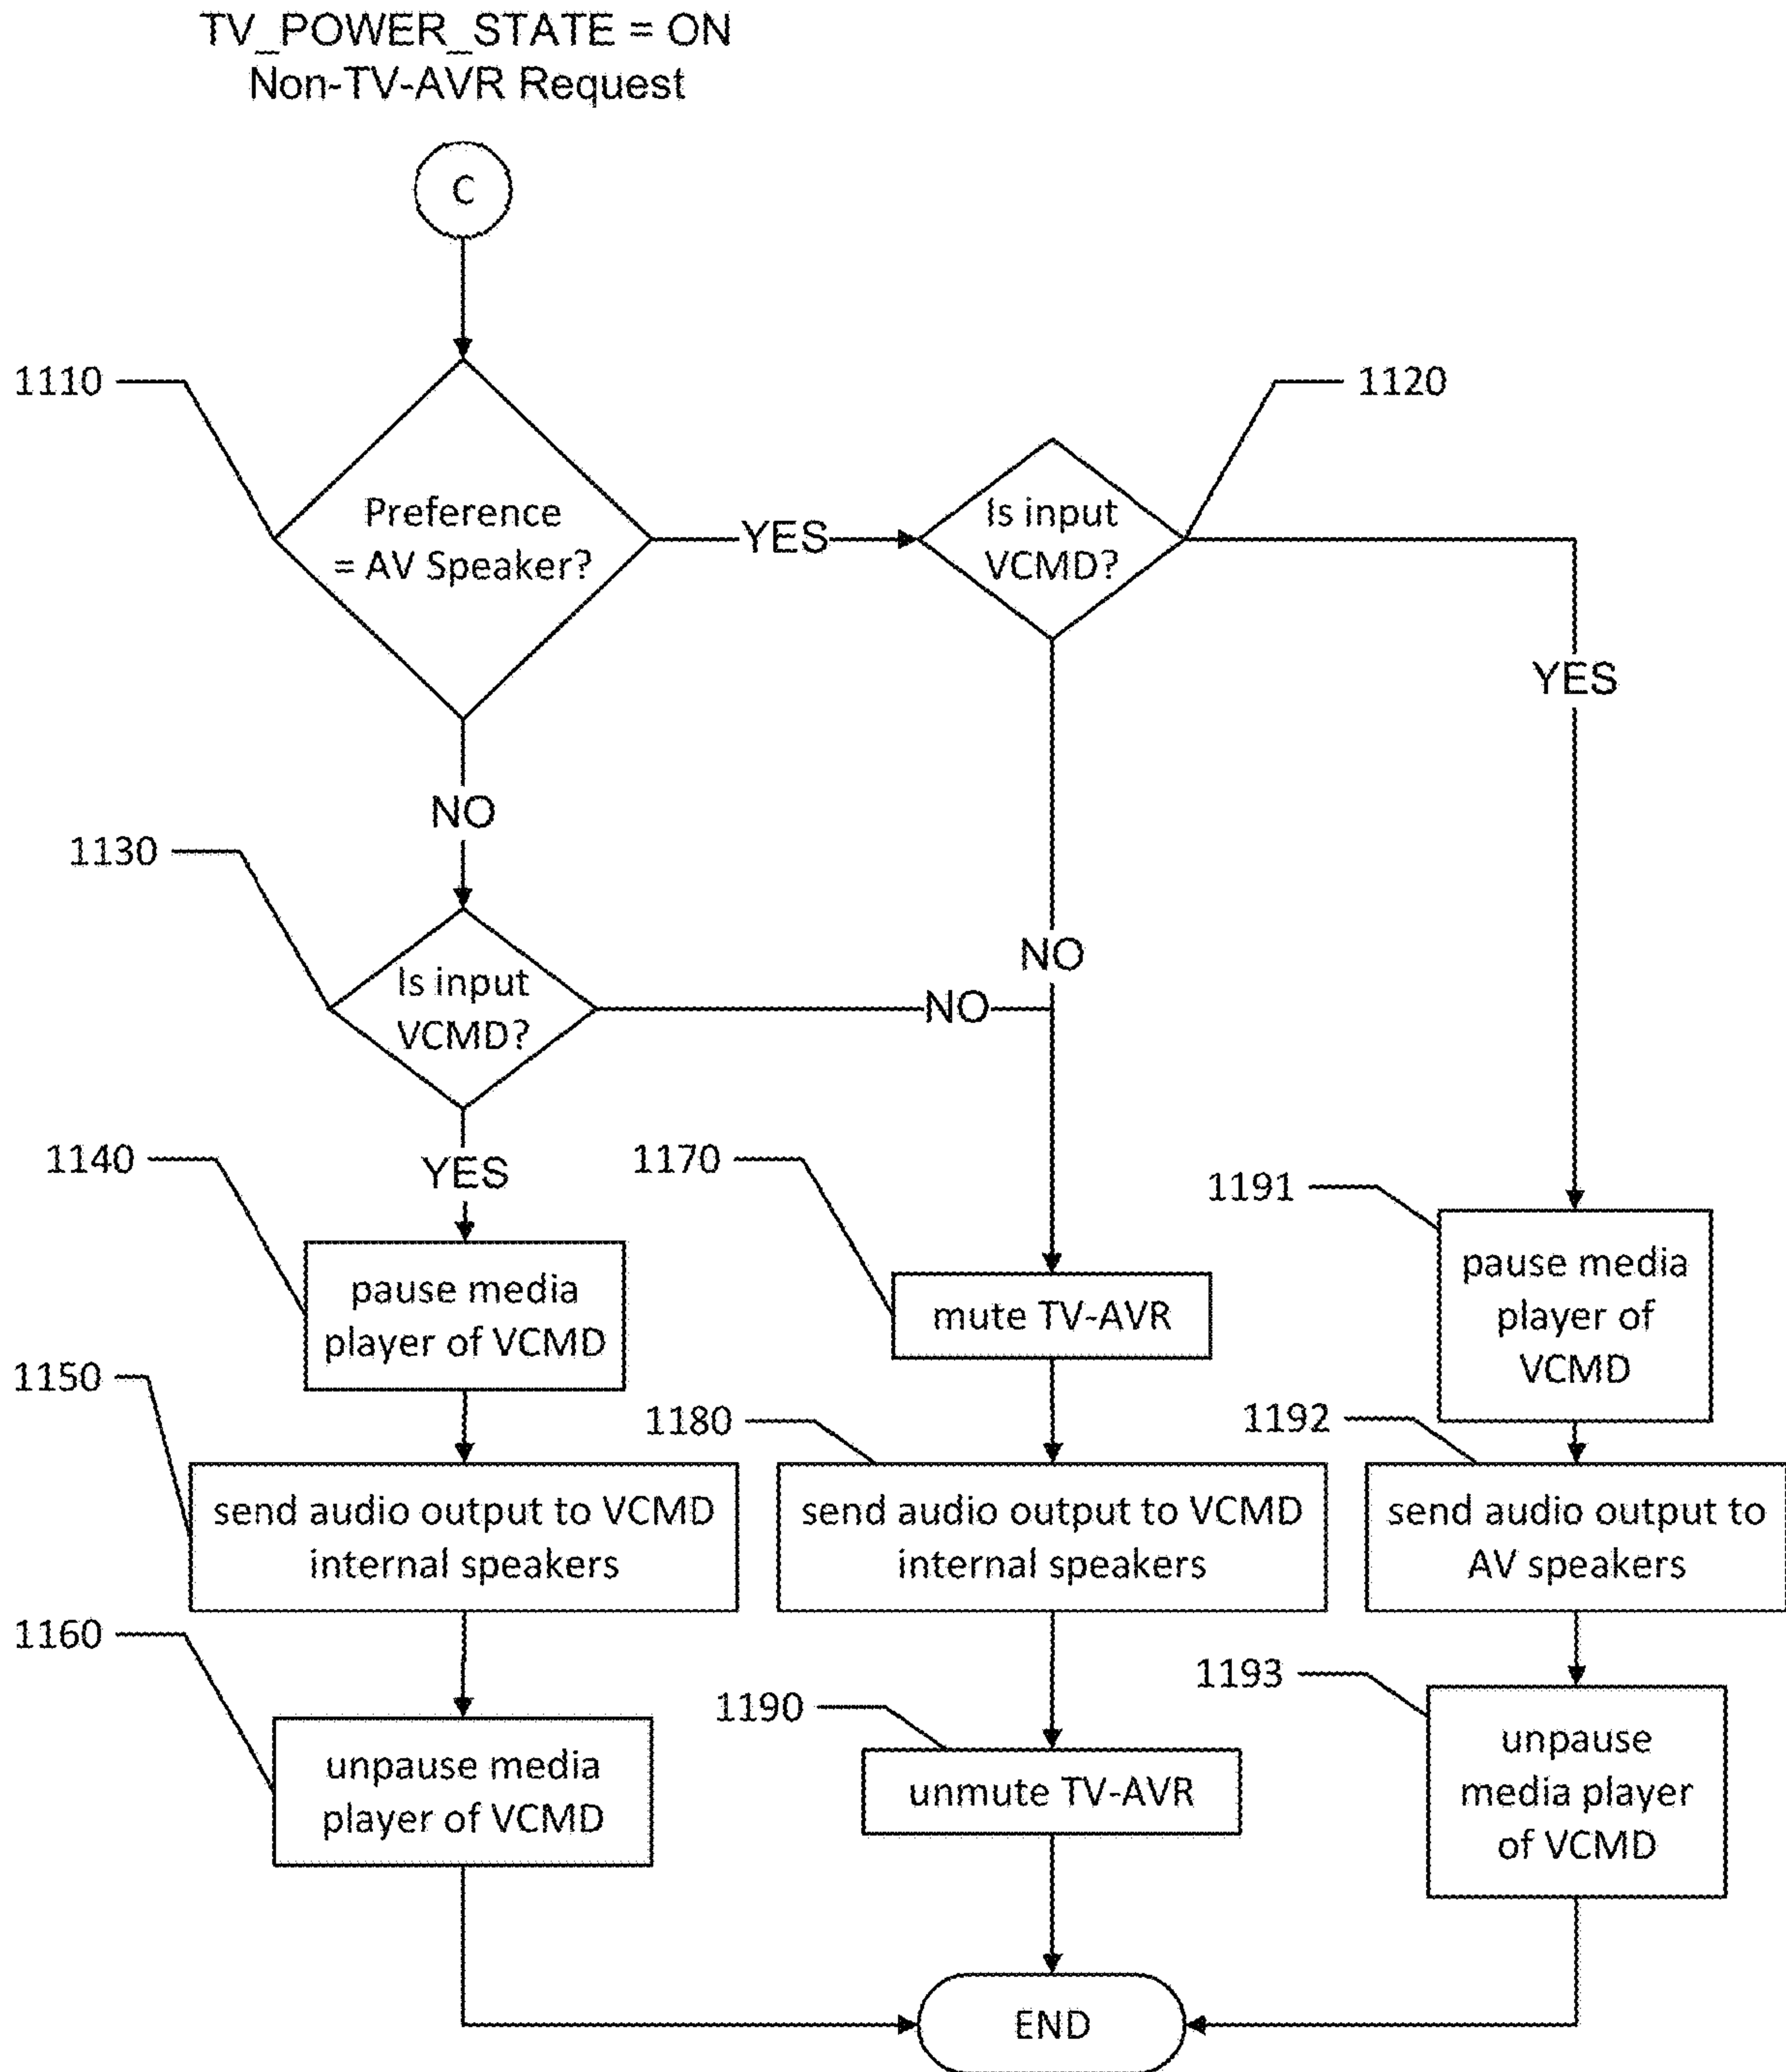 TV_POWER_STATE = ON
Non-TV-AVR Request
C
1110
1120
Preference
= AV Speaker?
YES
Is input
VCMD?
YES
NO
1130
NO
Is input
VCMD?
NO
1140
YES
1170
1191
pause media
player of VCMD
mute TV-AVR
pause media
player of
VCMD
1150
1180
1192
send audio output to VCMD
internal speakers
send audio output to VCMD
internal speakers
send audio output to
AV speakers
1160
1190
1193
unpause media
player of VCMD
unmute TV-AVR
unpause
media player
of VCMD
END